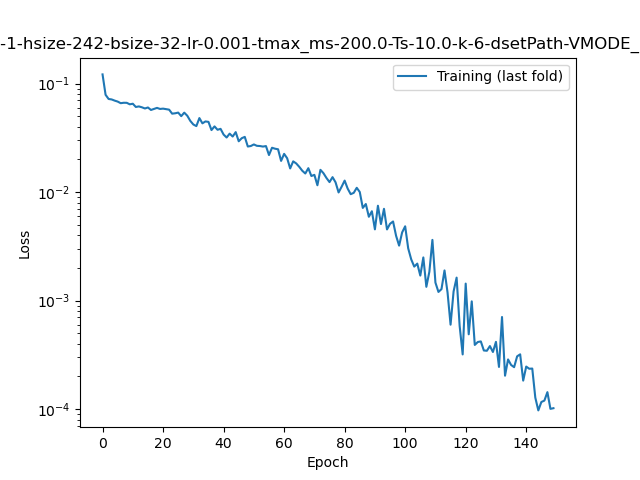 -1-hsize-242-bsize-32-lr-0.001-tmax_ms-200.0-Ts-10.0-k-6-dsetPath-VMODE_
Training (last fold)
Loss
10⁻¹
10⁻²
10⁻³
10⁻⁴
0 20 40 60 80 100 120 140
Epoch